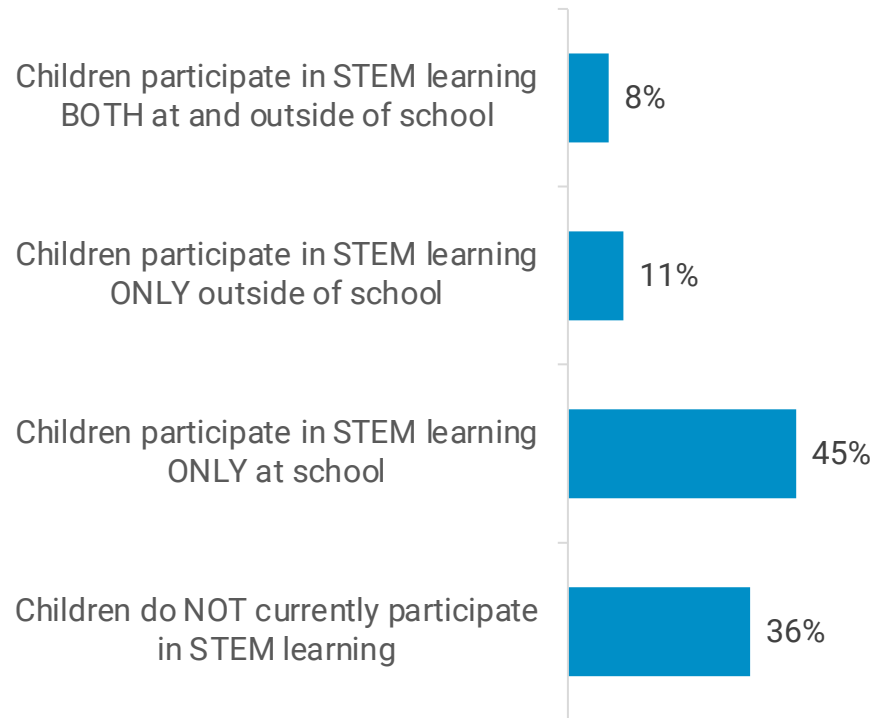 Children participate in STEM learning
BOTH at and outside of school
8%
Children participate in STEM learning
ONLY outside of school
11%
Children participate in STEM learning
ONLY at school
45%
Children do NOT currently participate
in STEM learning
36%